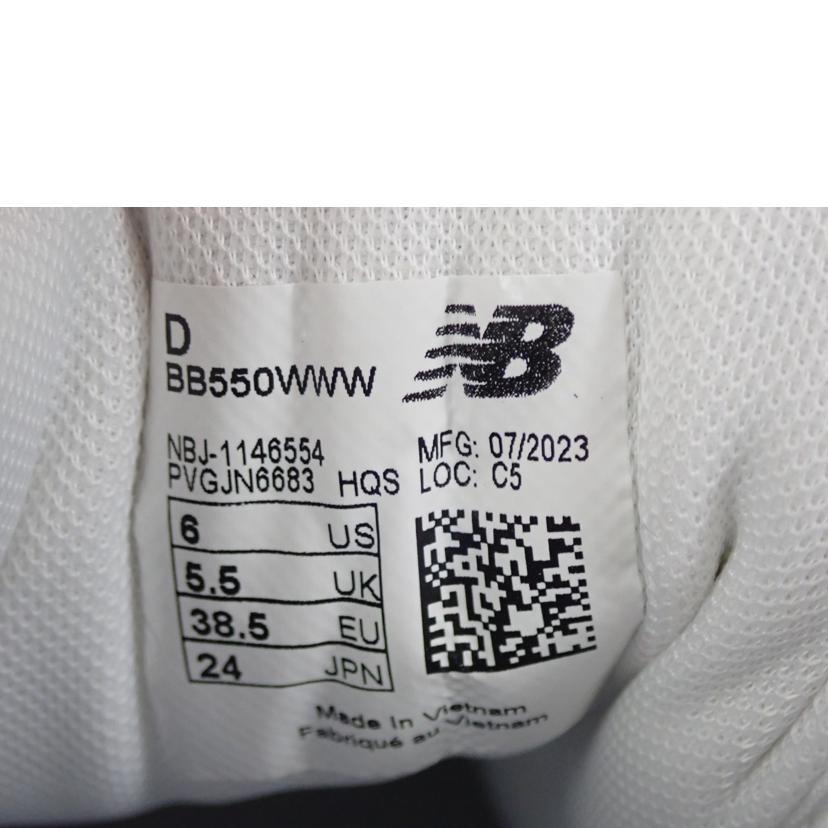 D
BB550WWW
NB
NBJ-1146554
PVGJN6683 HQS
MFG: 07/2023
LOC: C5
6 US
5.5 UK
38.5 EU
24 JPN
Made In Vietnam
Fabriqué au Vietnam